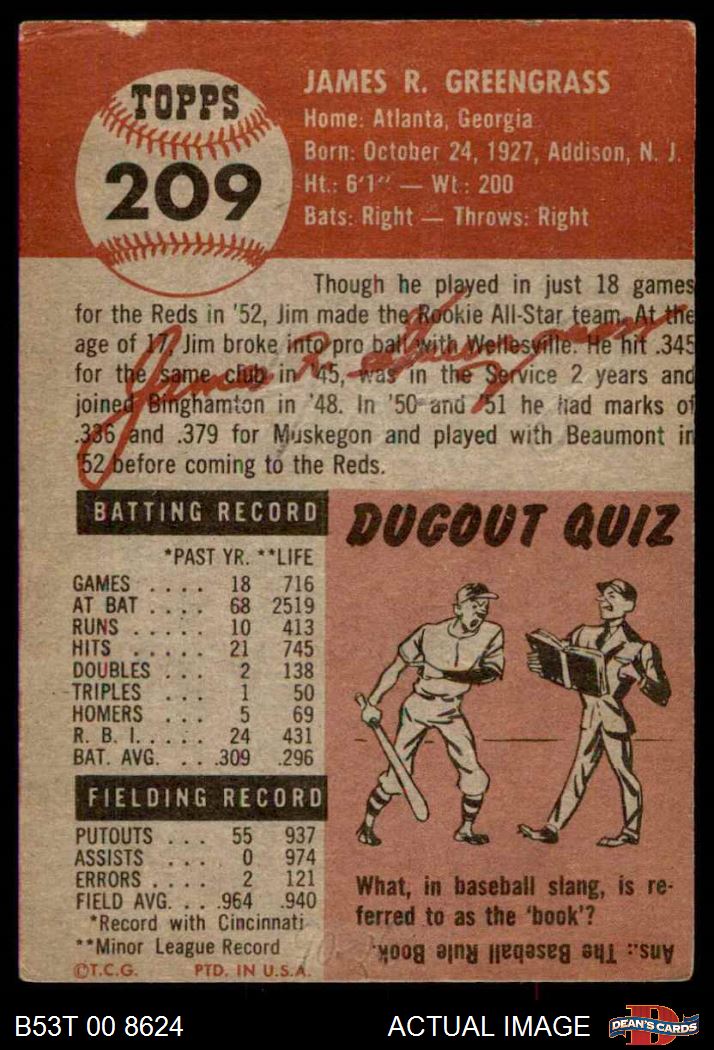 TOPPS
209
JAMES R. GREENGRASS
Home: Atlanta, Georgia
Born: October 24, 1927, Addison, N. J.
Ht.: 6'1" — Wt.: 200
Bats: Right — Throws: Right
Though he played in just 18 games
for the Reds in '52, Jim made the Rookie All-Star team. At the
age of 17, Jim broke into pro ball with Wellesville. He hit .345
for the same club in '45, was in the Service 2 years and
joined Binghamton in '48. In '50 and '51 he had marks of
.336 and .379 for Muskegon and played with Beaumont in
'52 before coming to the Reds.
James R. Greengrass
BATTING RECORD
*PAST YR. **LIFE
GAMES .... 18 716
AT BAT .... 68 2519
RUNS ..... 10 413
HITS ..... 21 745
DOUBLES ... 2 138
TRIPLES ... 1 50
HOMERS ... 5 69
R. B. I. .... 24 431
BAT. AVG. ... .309 .296
FIELDING RECORD
PUTOUTS ... 55 937
ASSISTS ... 0 974
ERRORS .... 2 121
FIELD AVG. ... .964 .940
*Record with Cincinnati
**Minor League Record
©T.C.G. PTD. IN U.S.A.
DUGOUT QUIZ
What, in baseball slang, is re-
ferred to as the 'book'?
Ans.: The Baseball Rule Book.
B53T 00 8624
ACTUAL IMAGE
D
DEAN'S CARDS